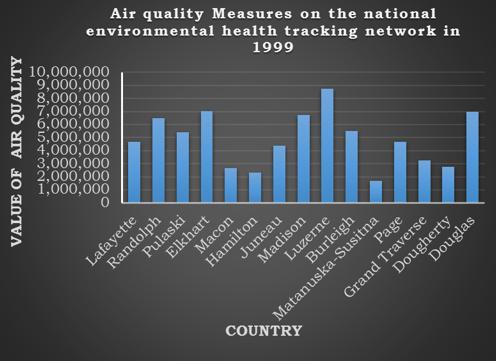 Air quality Measures on the national
environmental health tracking network in
1999
VALUE OF AIR QUALITY
10,000,000
9,000,000
8,000,000
7,000,000
6,000,000
5,000,000
4,000,000
3,000,000
2,000,000
1,000,000
0
Lafayette
Randolph
Pulaski
Elkhart
Macon
Hamilton
Juneau
Madison
Luzerne
Burleigh
Matanuska-Susitna
Page
Grand Traverse
Dougherty
Douglas
COUNTRY